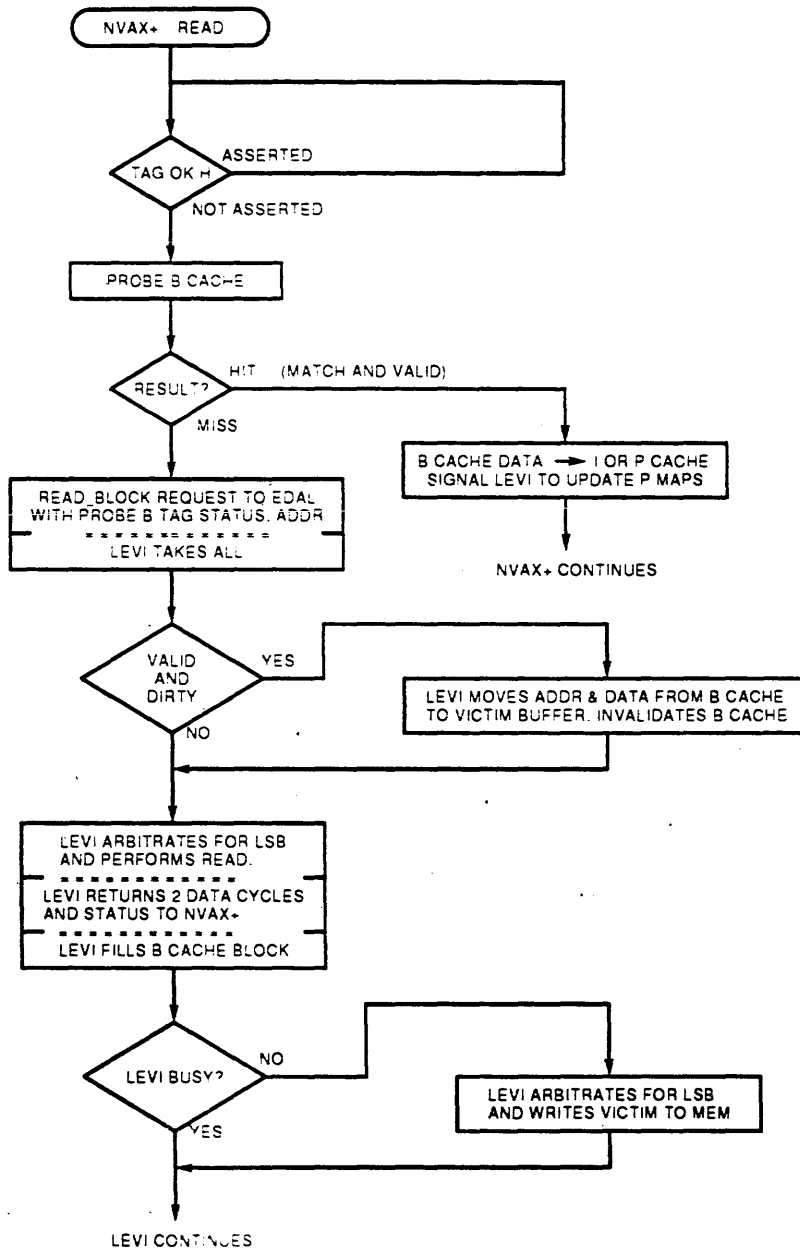 NVAX+ READ
TAG OK H
ASSERTED
NOT ASSERTED
PROBE B CACHE
RESULT?
HIT (MATCH AND VALID)
MISS
B CACHE DATA → I OR P CACHE
SIGNAL LEVI TO UPDATE P MAPS
NVAX+ CONTINUES
READ_BLOCK REQUEST TO EDAL
WITH PROBE B TAG STATUS, ADDR
LEVI TAKES ALL
VALID
AND
DIRTY
YES
NO
LEVI MOVES ADDR & DATA FROM B CACHE
TO VICTIM BUFFER. INVALIDATES B CACHE
LEVI ARBITRATES FOR LSB
AND PERFORMS READ.
LEVI RETURNS 2 DATA CYCLES
AND STATUS TO NVAX+
LEVI FILLS B CACHE BLOCK
LEVI BUSY?
NO
YES
LEVI ARBITRATES FOR LSB
AND WRITES VICTIM TO MEM
LEVI CONTINUES